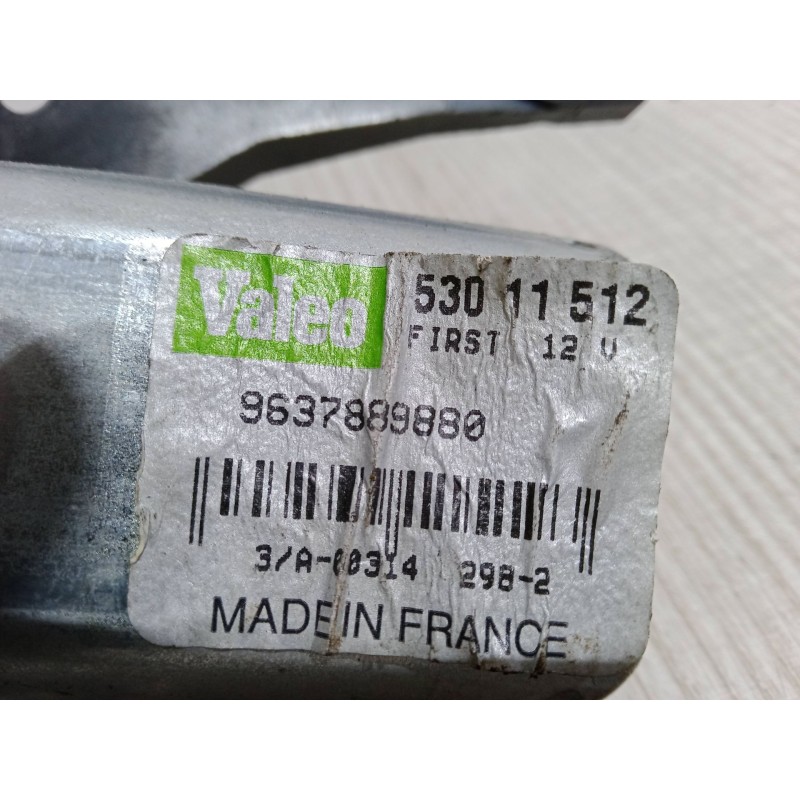 Valeo 530 11 512
FIRST 12 V
9637889880
3/A-00314 298-2
MADE IN FRANCE